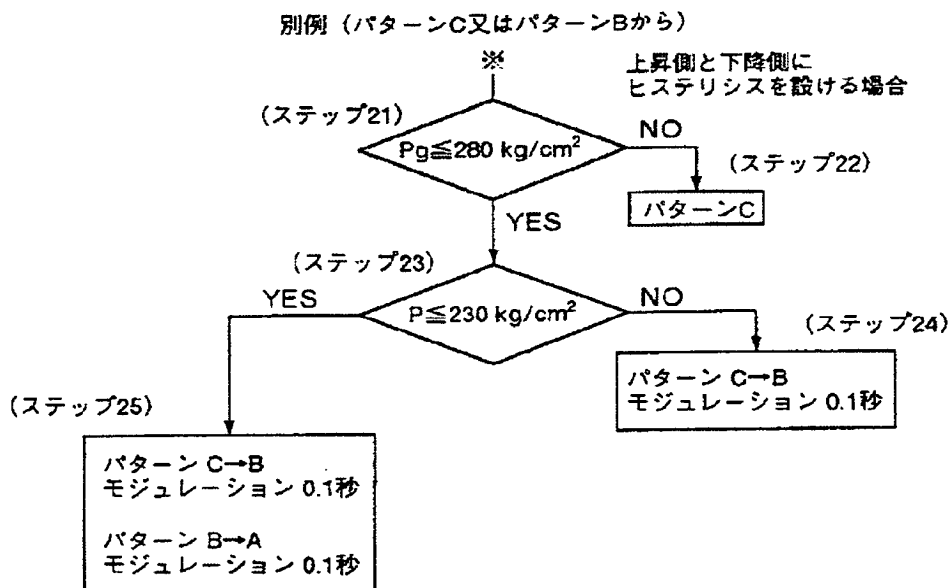 別例（パターンC又はパターンBから）
※
上昇側と下降側に
ヒステリシスを設ける場合
（ステップ21）
Pg≦280 kg/cm²
NO
（ステップ22）
パターンC
YES
（ステップ23）
YES
P≦230 kg/cm²
NO
（ステップ24）
パターン C→B
モジュレーション 0.1秒
（ステップ25）
パターン C→B
モジュレーション 0.1秒
パターン B→A
モジュレーション 0.1秒